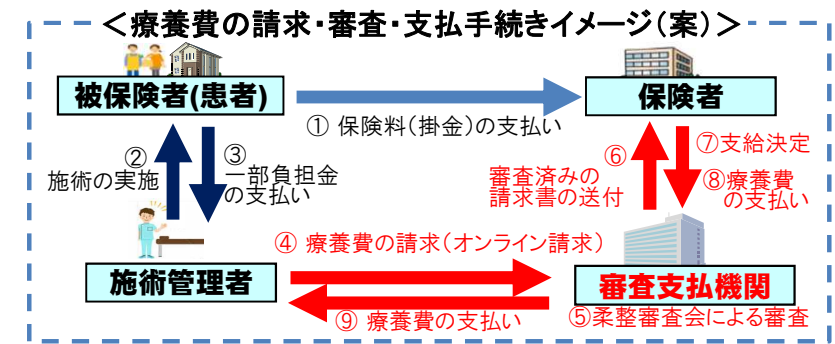 ＜療養費の請求・審査・支払手続きイメージ（案）＞
被保険者(患者)
保険者
① 保険料（掛金）の支払い
②
施術の実施
③
一部負担金
の支払い
⑥
審査済みの
請求書の送付
⑦支給決定
⑧療養費
の支払い
④ 療養費の請求（オンライン請求）
施術管理者
審査支払機関
⑤柔整審査会による審査
⑨ 療養費の支払い